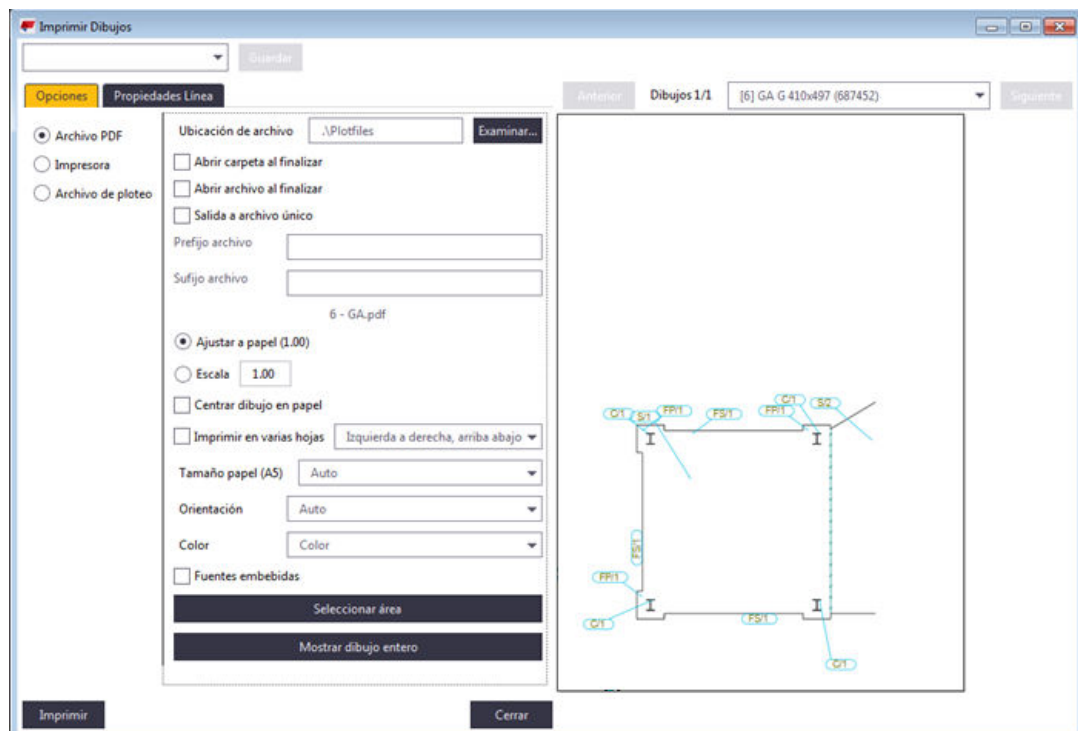 Imprimir Dibujos
Guardar
Opciones Propiedades Línea
Anterior Dibujos 1/1 [6] GA G 410x497 (687452) Siguiente
Archivo PDF
Impresora
Archivo de ploteo
Ubicación de archivo .\Plotfiles Examinar...
Abrir carpeta al finalizar
Abrir archivo al finalizar
Salida a archivo único
Prefijo archivo
Sufijo archivo
6 - GA.pdf
Ajustar a papel (1.00)
Escala 1.00
Centrar dibujo en papel
Imprimir en varias hojas Izquierda a derecha, arriba abajo
Tamaño papel (A5) Auto
Orientación Auto
Color Color
Fuentes embebidas
Seleccionar área
Mostrar dibujo entero
Imprimir Cerrar
C/1 S/1 FP/1 FS/1 FP/1 C/1 S/2
FS/1
FP/1
C/1
FS/1
C/1